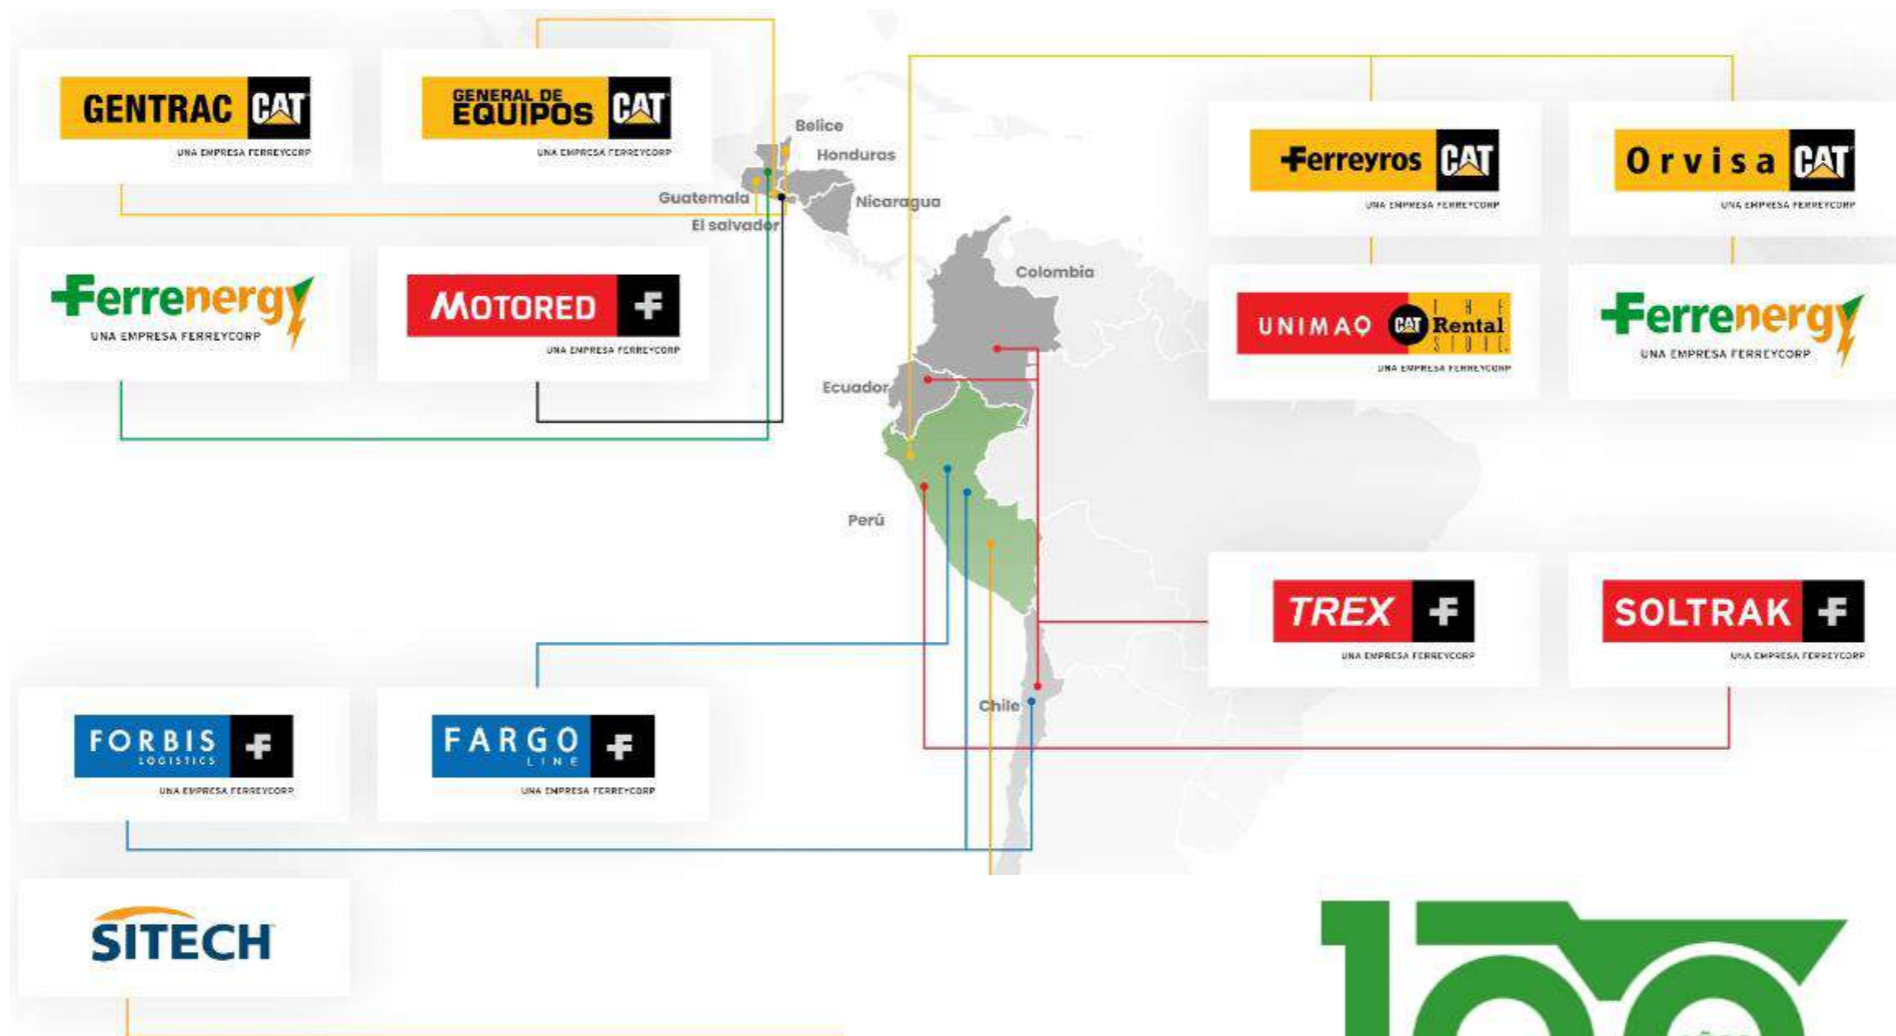 GENTRAC CAT
UNA EMPRESA FERREYCORP
GENERAL DE
EQUIPOS CAT
UNA EMPRESA FERREYCORP
Belice
Honduras
Guatemala
Nicaragua
El salvador
Ferreyros CAT
UNA EMPRESA FERREYCORP
Orvisa CAT
UNA EMPRESA FERREYCORP
Ferrenergy
UNA EMPRESA FERREYCORP
MOTORED F
UNA EMPRESA FERREYCORP
Colombia
UNIMAQ CAT THE
Rental
STORE
UNA EMPRESA FERREYCORP
Ferrenergy
UNA EMPRESA FERREYCORP
Ecuador
Perú
TREX F
UNA EMPRESA FERREYCORP
SOLTRAK F
UNA EMPRESA FERREYCORP
Chile
FORBIS F
LOGISTICS
UNA EMPRESA FERREYCORP
FARGO F
LINE
UNA EMPRESA FERREYCORP
SITECH
100